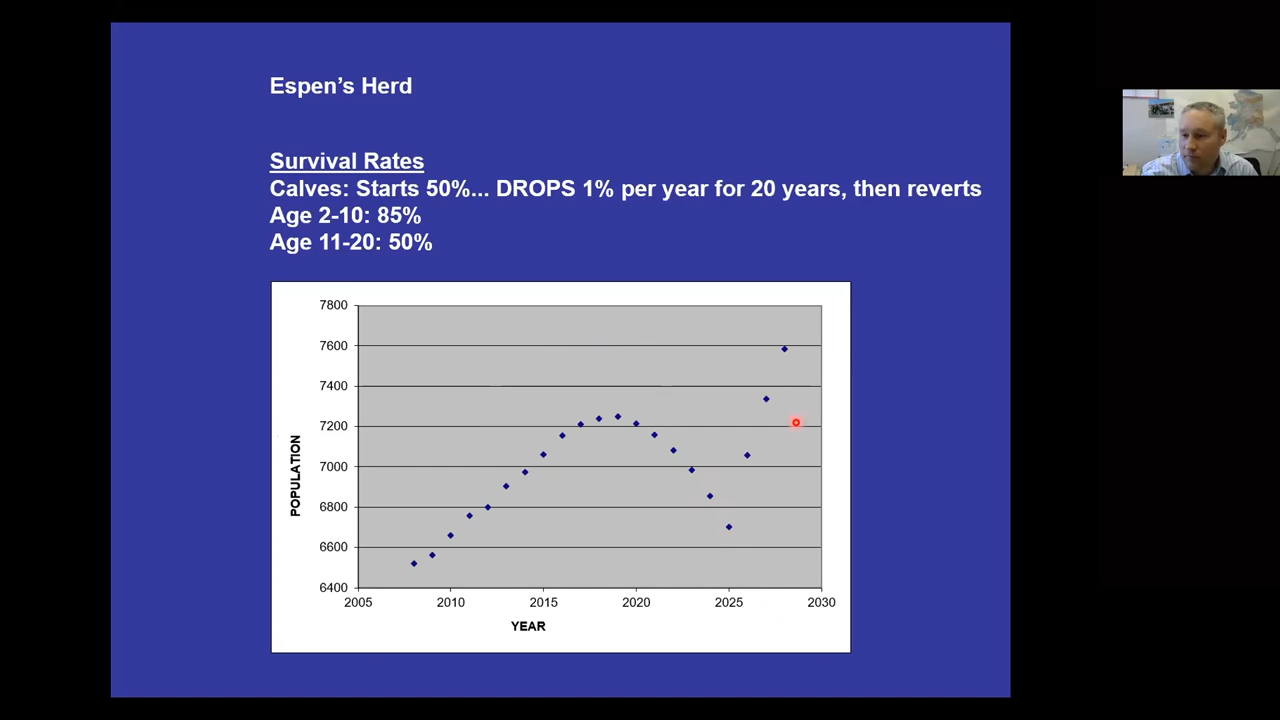 Espen's Herd
Survival Rates
Calves: Starts 50%... DROPS 1% per year for 20 years, then reverts
Age 2-10: 85%
Age 11-20: 50%
7800
7600
7400
7200
7000
6800
6600
6400
POPULATION
2005 2010 2015 2020 2025 2030
YEAR